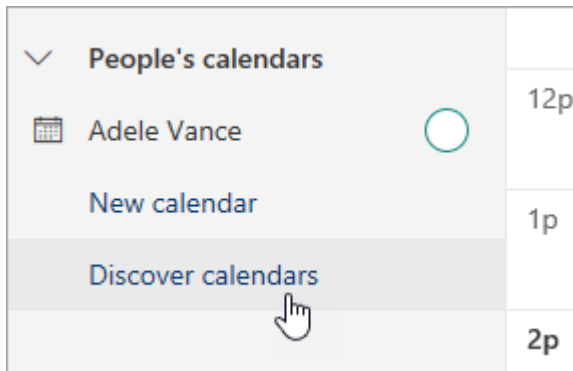 People's calendars
Adele Vance
New calendar
Discover calendars
12p
1p
2p